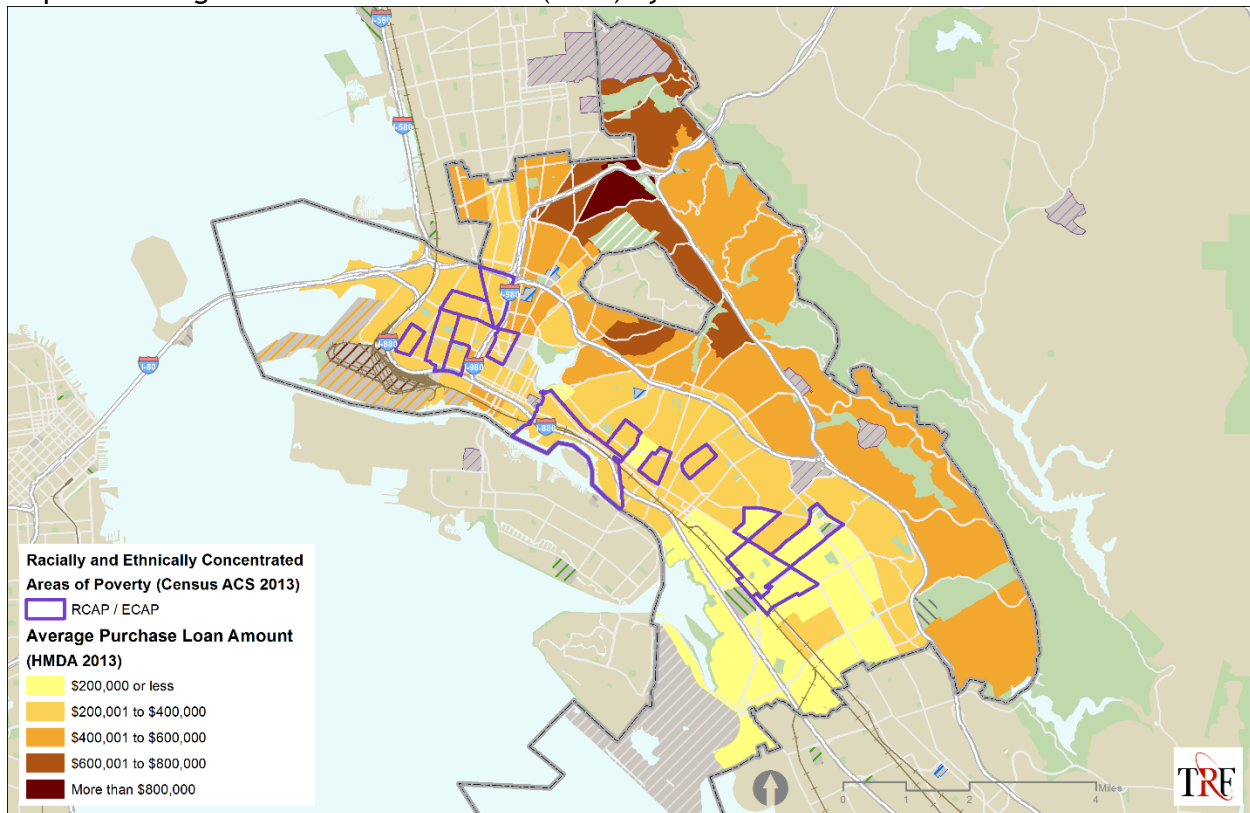 I-580
I-580
I-980
I-880
I-980
I-80
I-880
Racially and Ethnically Concentrated
Areas of Poverty (Census ACS 2013)
RCAP / ECAP
Average Purchase Loan Amount
(HMDA 2013)
$200,000 or less
$200,001 to $400,000
$400,001 to $600,000
$600,001 to $800,000
More than $800,000
Miles
0 1 2 4
TRF